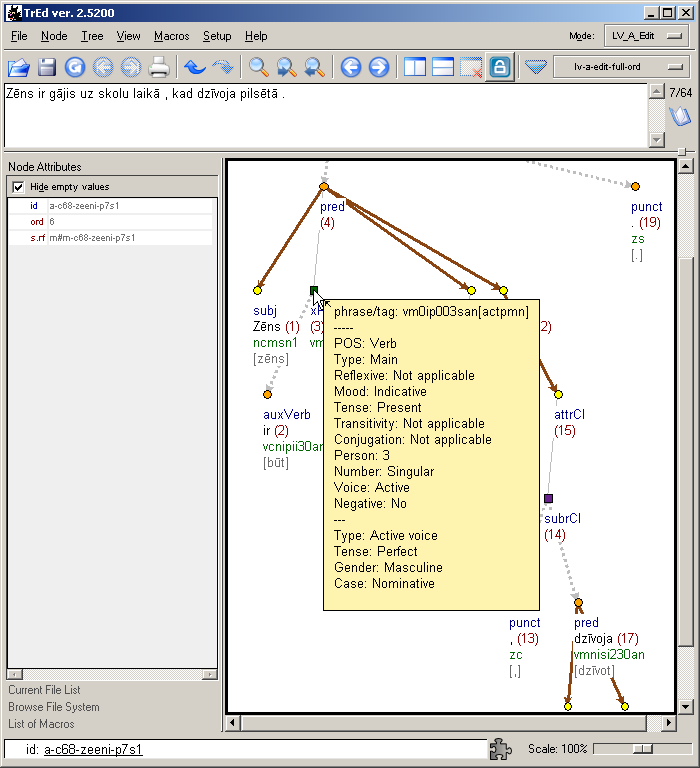 TrEd ver. 2.5200
File Node Tree View Macros Setup Help Mode: LV_A_Edit
lv-a-edit-full-ord
Zēns ir gājis uz skolu laikā , kad dzīvoja pilsētā .
7/64
Node Attributes
Hide empty values
id a-c68-zeeni-p7s1
ord 6
s.rf m#m-c68-zeeni-p7s1
pred
(4)
punct
. (19)
zs
[.]
subj
Zēns (1)
ncmsn1
[zēns]
(3)
auxVerb
ir (2)
vcnipii30an
[būt]
phrase/tag: vm0ip003san[actpmn]
-----
POS: Verb
Type: Main
Reflexive: Not applicable
Mood: Indicative
Tense: Present
Transitivity: Not applicable
Conjugation: Not applicable
Person: 3
Number: Singular
Voice: Active
Negative: No
---
Type: Active voice
Tense: Perfect
Gender: Masculine
Case: Nominative
2)
attrCl
(15)
subrCl
(14)
punct
, (13)
zc
[,]
pred
dzīvoja (17)
vmnisi230an
[dzīvot]
Current File List
Browse File System
List of Macros
id: a-c68-zeeni-p7s1
Scale: 100%